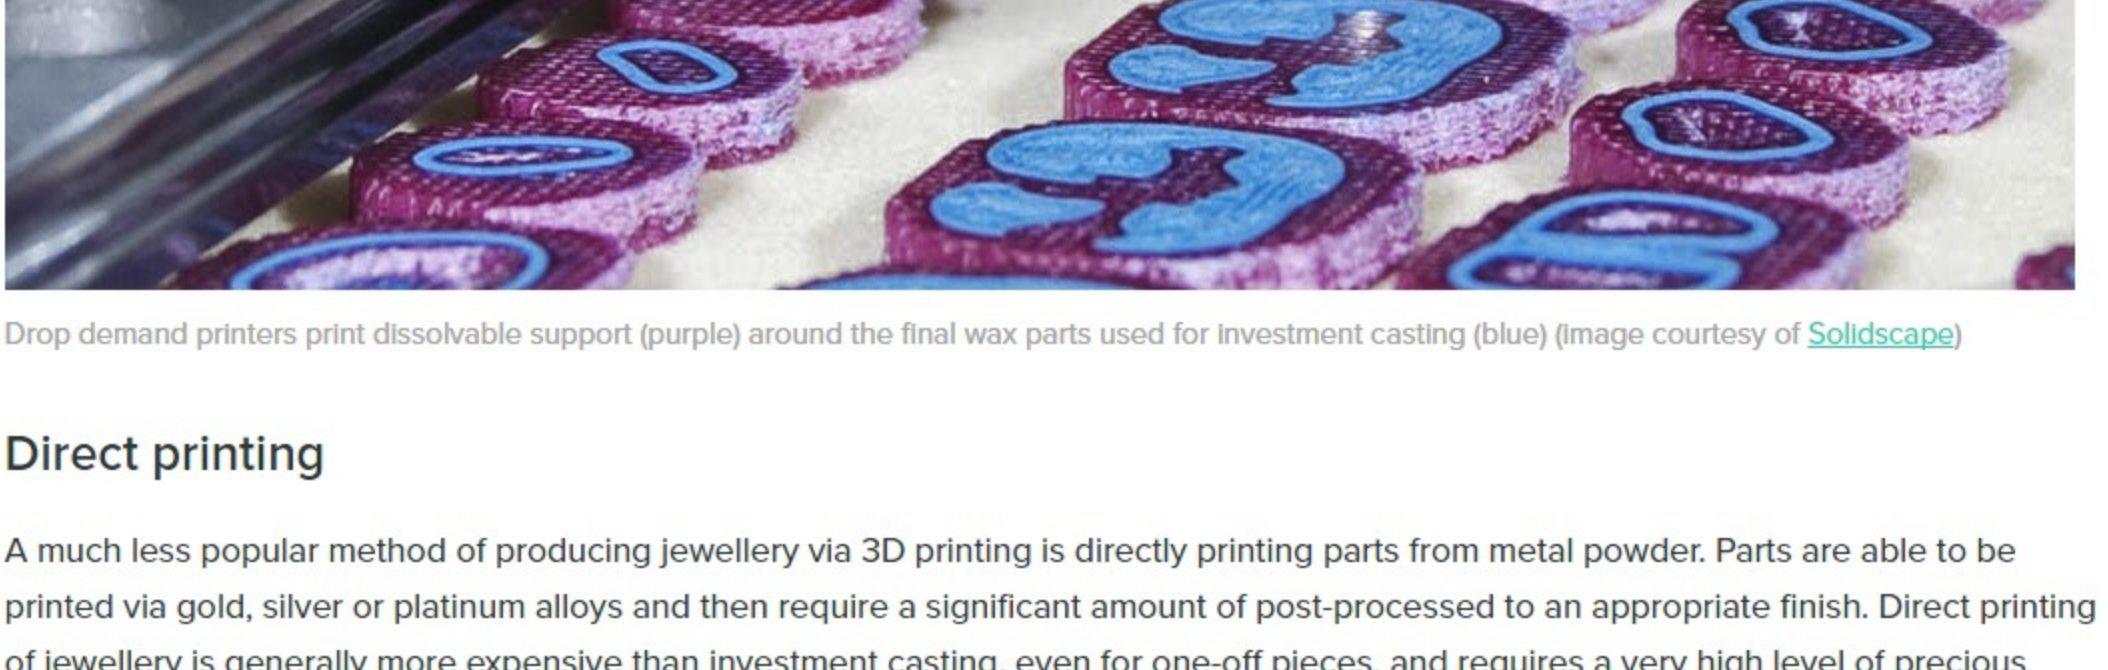 Drop demand printers print dissolvable support (purple) around the final wax parts used for investment casting (blue) (image courtesy of Solidscape)
Direct printing
A much less popular method of producing jewellery via 3D printing is directly printing parts from metal powder. Parts are able to be
printed via gold, silver or platinum alloys and then require a significant amount of post-processed to an appropriate finish. Direct printing
of jewellery is generally more expensive than investment casting, even for one-off pieces, and requires a very high level of precious